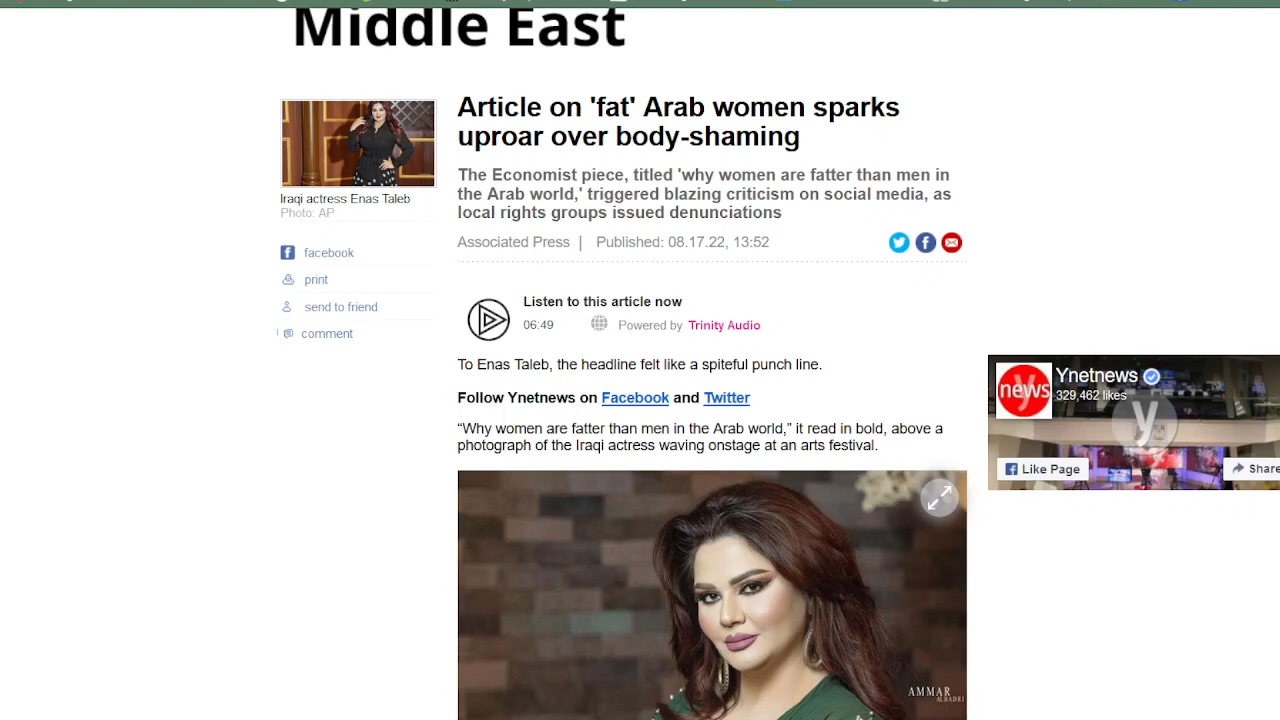 Middle East
Article on 'fat' Arab women sparks
uproar over body-shaming
The Economist piece, titled 'why women are fatter than men in
the Arab world,' triggered blazing criticism on social media, as
local rights groups issued denunciations
Associated Press | Published: 08.17.22, 13:52
Iraqi actress Enas Taleb
Photo: AP
facebook
print
send to friend
comment
Listen to this article now
06:49 Powered by Trinity Audio
To Enas Taleb, the headline felt like a spiteful punch line.
Follow Ynetnews on Facebook and Twitter
“Why women are fatter than men in the Arab world,” it read in bold, above a
photograph of the Iraqi actress waving onstage at an arts festival.
AMMAR
ALBADRI
y
news
Ynetnews
329,462 likes
y
Like Page
Share